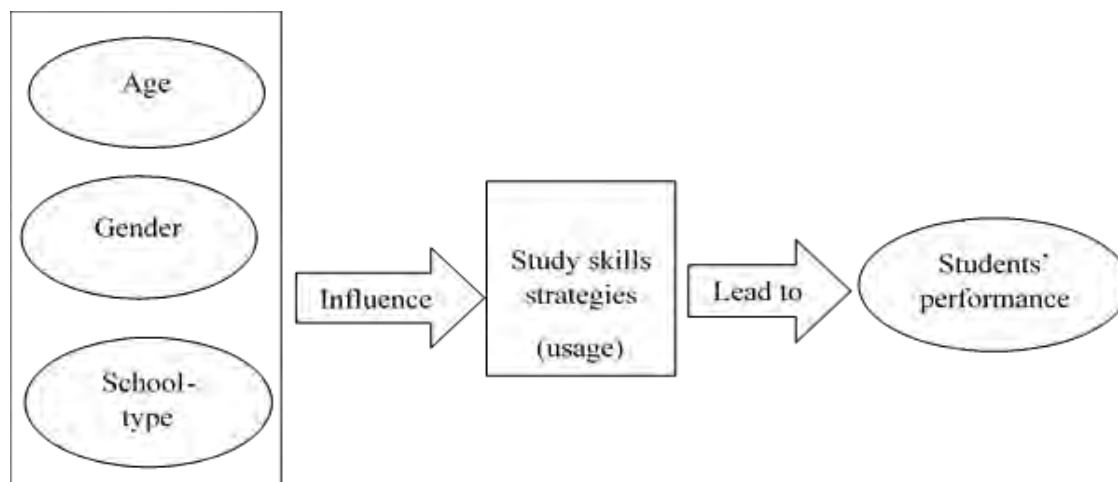 Age
Gender
School-
type
Influence
Study skills
strategies
(usage)
Lead to
Students’
performance